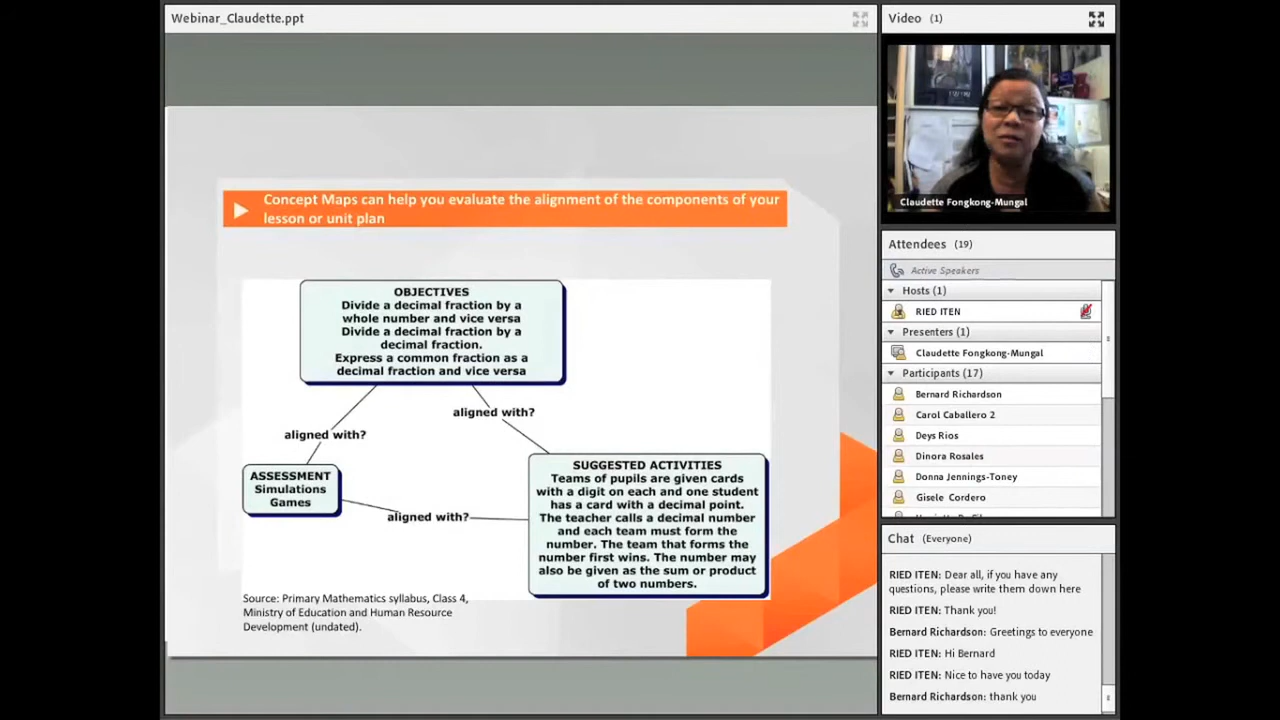 Webinar_Claudette.ppt
Concept Maps can help you evaluate the alignment of the components of your
lesson or unit plan
OBJECTIVES
Divide a decimal fraction by a
whole number and vice versa
Divide a decimal fraction by a
decimal fraction.
Express a common fraction as a
decimal fraction and vice versa
aligned with?
aligned with?
ASSESSMENT
Simulations
Games
aligned with?
SUGGESTED ACTIVITIES
Teams of pupils are given cards
with a digit on each and one student
has a card with a decimal point.
The teacher calls a decimal number
and each team must form the
number. The team that forms the
number first wins. The number may
also be given as the sum or product
of two numbers.
Source: Primary Mathematics syllabus, Class 4,
Ministry of Education and Human Resource
Development (undated).
Video (1)
Claudette Fongkong-Mungal
Attendees (19)
Active Speakers
Hosts (1)
RIED ITEN
Presenters (1)
Claudette Fongkong-Mungal
Participants (17)
Bernard Richardson
Carol Caballero 2
Deys Rios
Dinora Rosales
Donna Jennings-Toney
Gisele Cordero
Chat (Everyone)
RIED ITEN: Dear all, if you have any
questions, please write them down here
RIED ITEN: Thank you!
Bernard Richardson: Greetings to everyone
RIED ITEN: Hi Bernard
RIED ITEN: Nice to have you today
Bernard Richardson: thank you